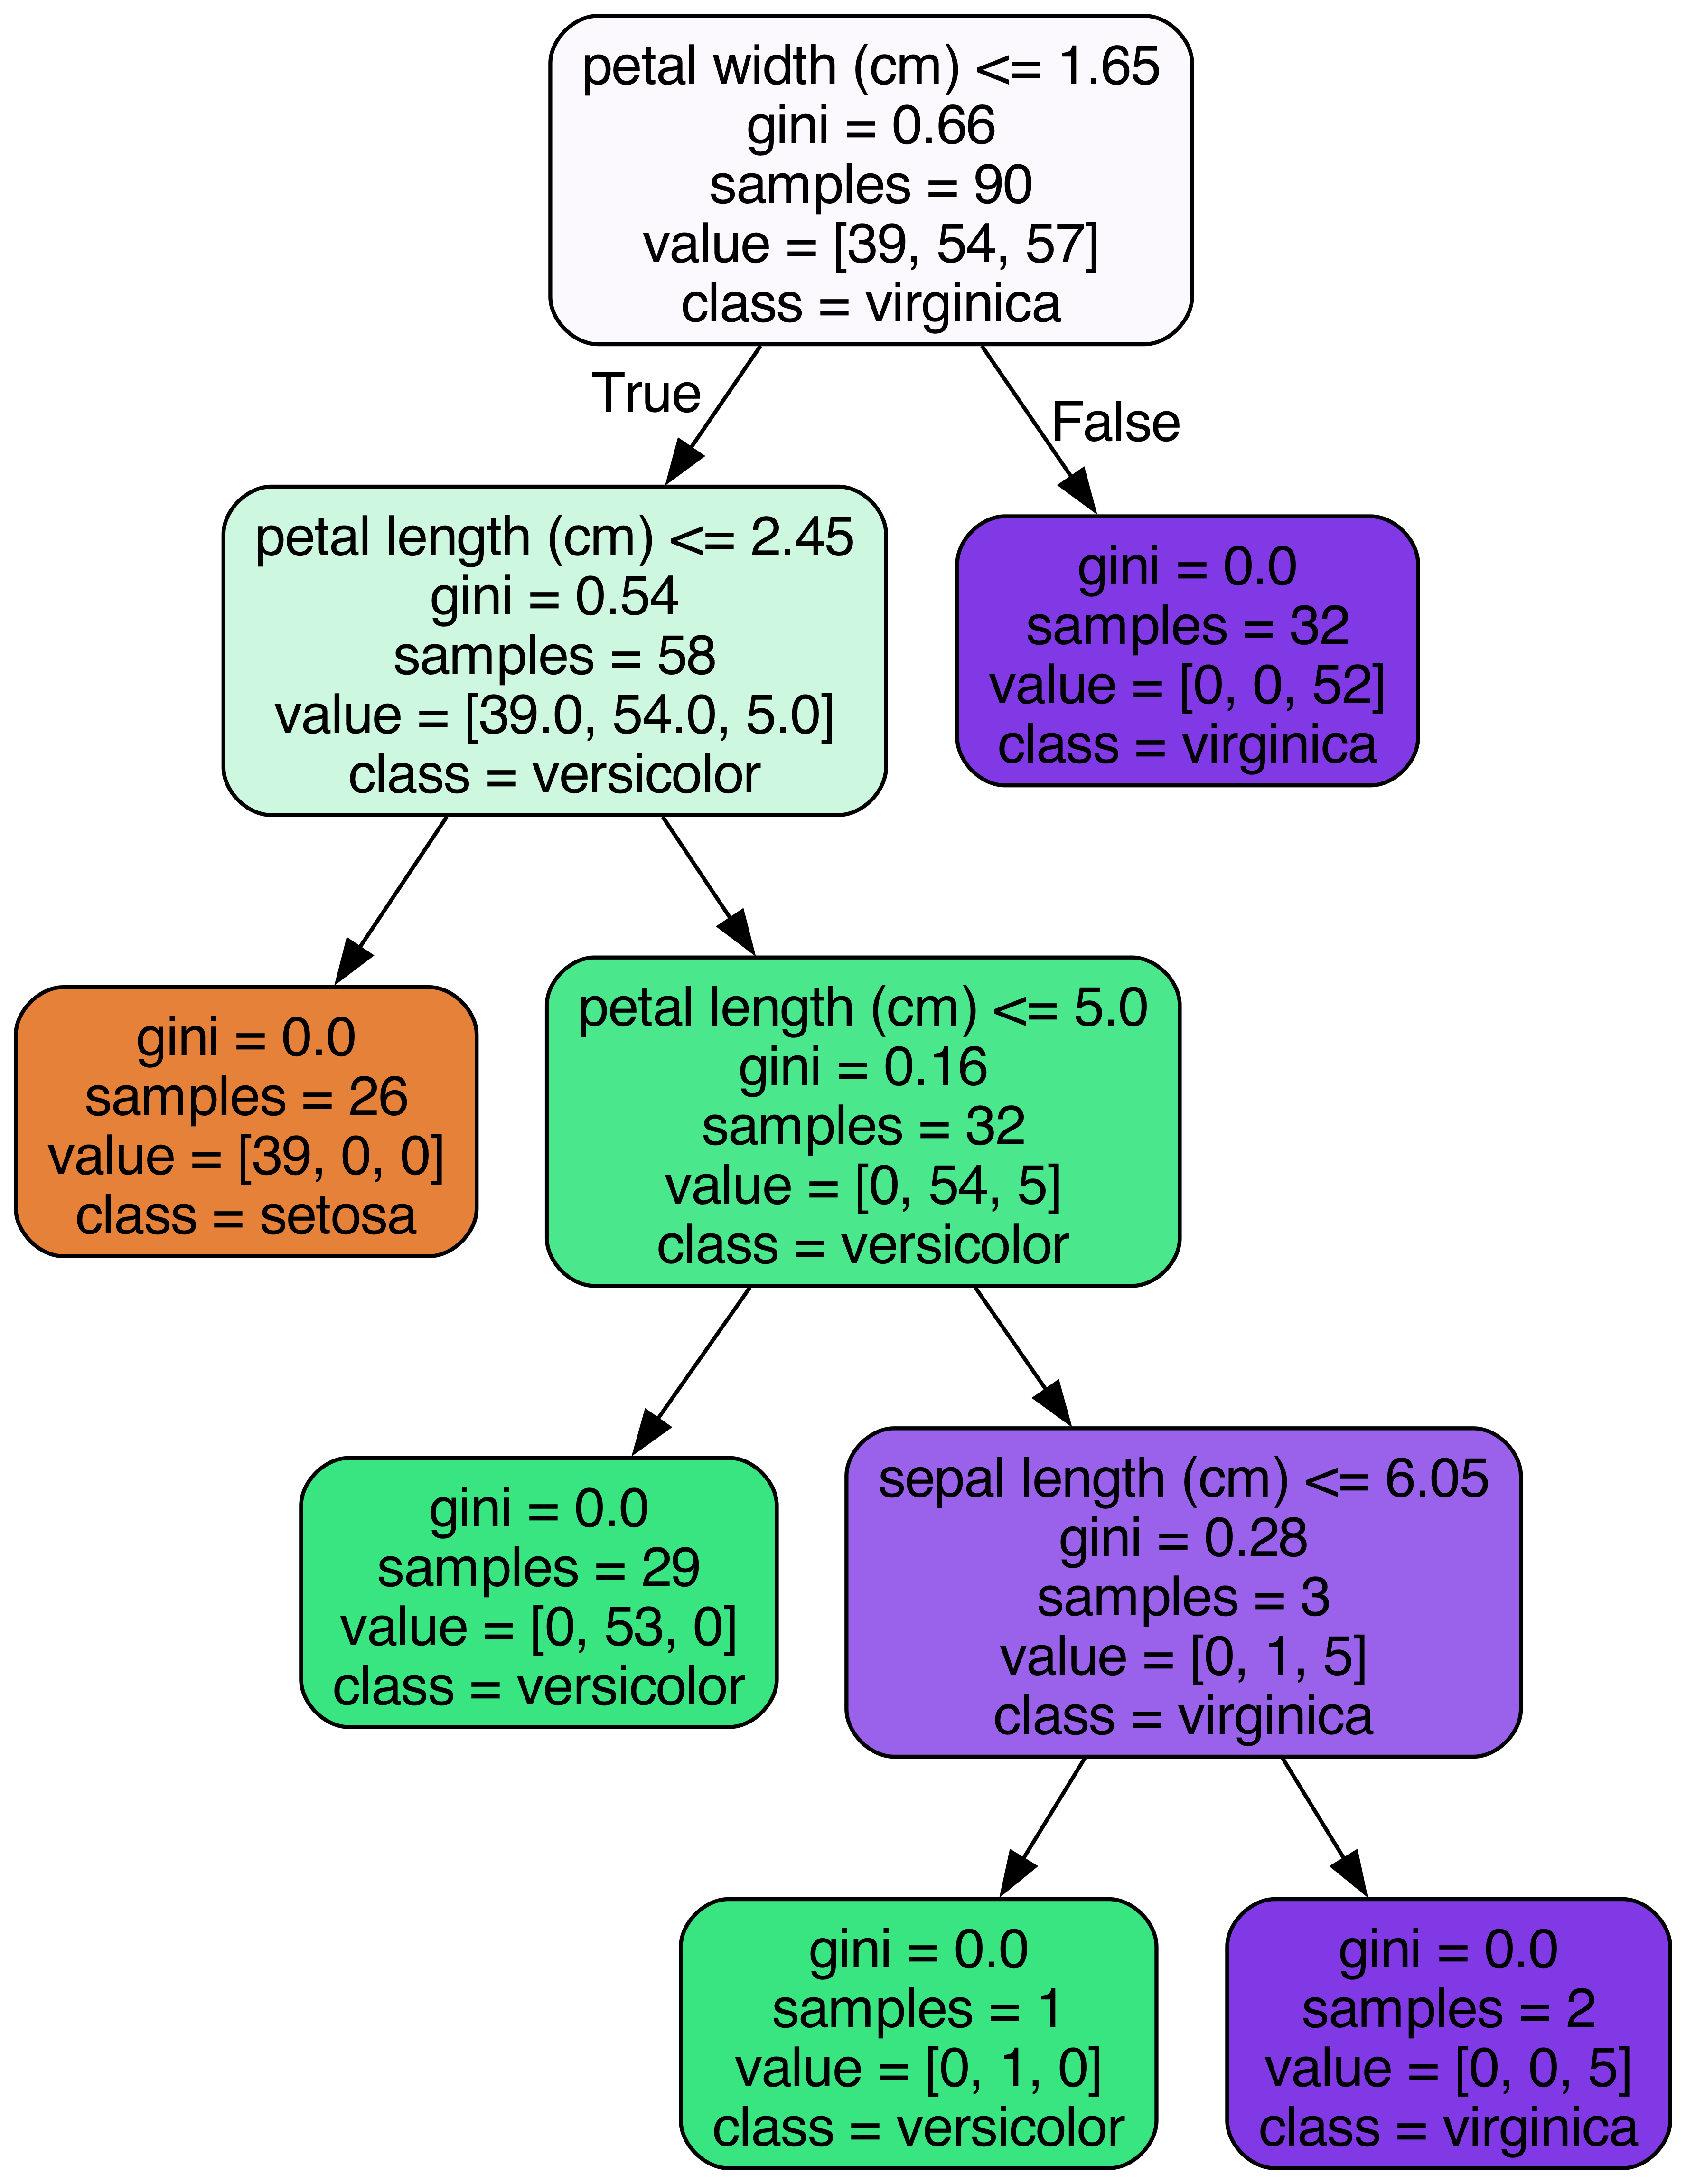 petal width (cm) <= 1.65
gini = 0.66
samples = 90
value = [39, 54, 57]
class = virginica
True
False
petal length (cm) <= 2.45
gini = 0.54
samples = 58
value = [39.0, 54.0, 5.0]
class = versicolor
gini = 0.0
samples = 32
value = [0, 0, 52]
class = virginica
gini = 0.0
samples = 26
value = [39, 0, 0]
class = setosa
petal length (cm) <= 5.0
gini = 0.16
samples = 32
value = [0, 54, 5]
class = versicolor
gini = 0.0
samples = 29
value = [0, 53, 0]
class = versicolor
sepal length (cm) <= 6.05
gini = 0.28
samples = 3
value = [0, 1, 5]
class = virginica
gini = 0.0
samples = 1
value = [0, 1, 0]
class = versicolor
gini = 0.0
samples = 2
value = [0, 0, 5]
class = virginica